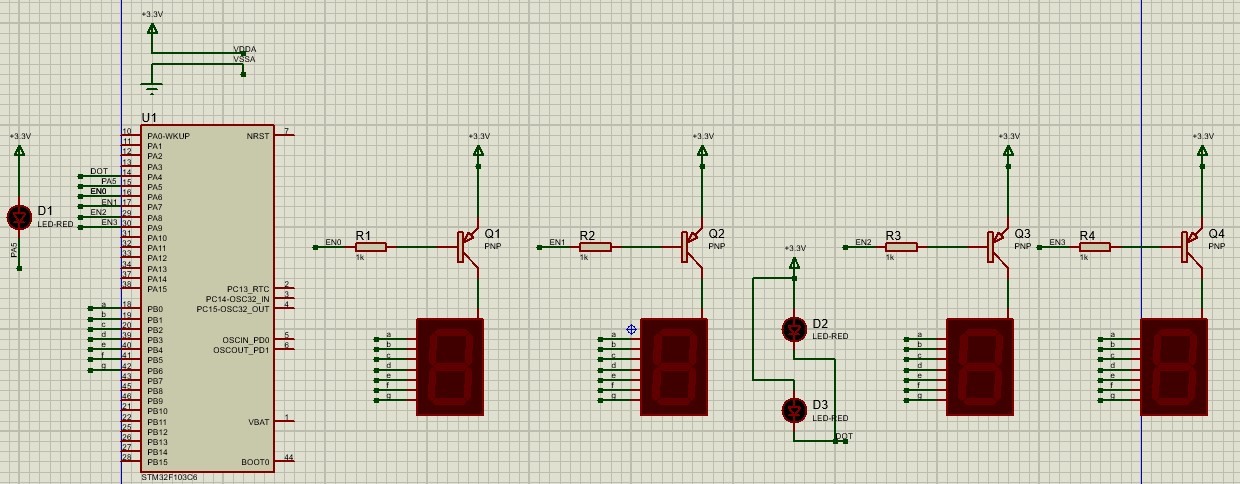 +3.3V
VDDA
VSSA
U1
10 PA0-WKUP NRST 7
11 PA1
12 PA2
13 PA3
DOT 14 PA4
PA5 15 PA5
EN0 16 PA6
EN1 17 PA7
EN2 29 PA8
EN3 30 PA9
31 PA10
32 PA11
33 PA12
34 PA13
37 PA14
38 PA15
PC13_RTC 2
PC14-OSC32_IN 3
PC15-OSC32_OUT 4
a 18 PB0
b 19 PB1
c 20 PB2
d 39 PB3 OSCIN_PD0 5
e 40 PB4 OSCOUT_PD1 6
f 41 PB5
g 42 PB6
43 PB7
45 PB8
46 PB9
21 PB10
22 PB11 VBAT 1
25 PB12
26 PB13
27 PB14
28 PB15 BOOT0 44
STM32F103C6
+3.3V
D1
LED-RED
PA5
+3.3V
EN0
R1
1k
Q1
PNP
a
b
c
d
e
f
g
+3.3V
EN1
R2
1k
Q2
PNP
a
b
c
d
e
f
g
+3.3V
D2
LED-RED
D3
LED-RED
DOT
+3.3V
EN2
R3
1k
Q3
PNP
a
b
c
d
e
f
g
+3.3V
EN3
R4
1k
Q4
PNP
a
b
c
d
e
f
g